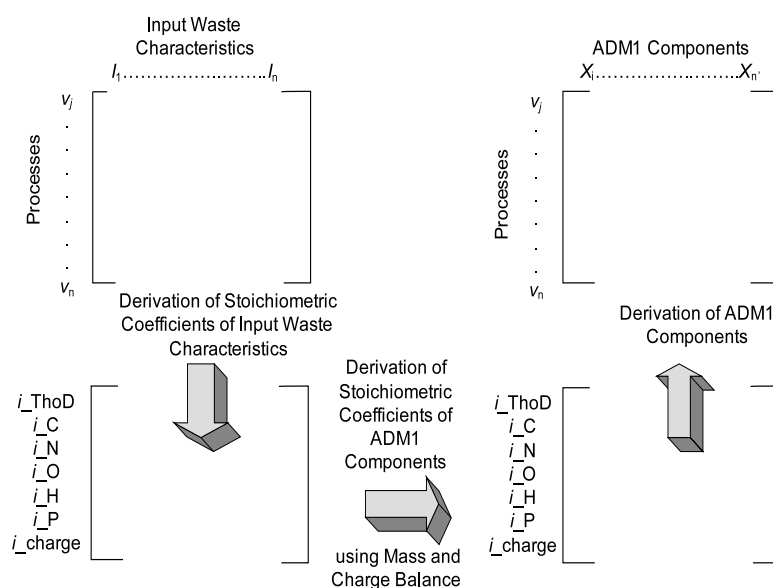 Input Waste
Characteristics
I1..........................In
vj
.
.
.
.
.
.
.
vn
Processes
Derivation of Stoichiometric
Coefficients of Input Waste
Characteristics
i_ThoD
i_C
i_N
i_O
i_H
i_P
i_charge
Derivation of
Stoichiometric
Coefficients of
ADM1
Components
using Mass and
Charge Balance
ADM1 Components
Xi..........................Xn'
vj
.
.
.
.
.
.
.
vn
Processes
Derivation of ADM1
Components
i_ThoD
i_C
i_N
i_O
i_H
i_P
i_charge